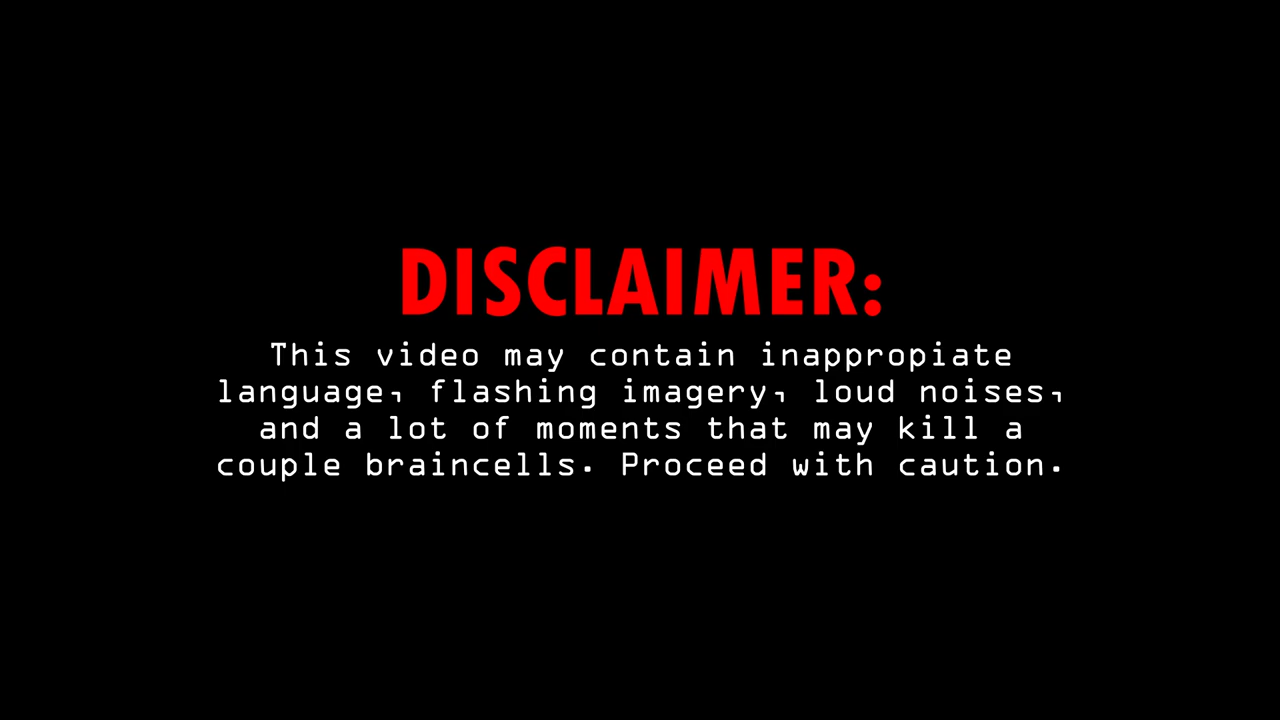 DISCLAIMER:
This video may contain inappropiate
language, flashing imagery, loud noises,
and a lot of moments that may kill a
couple braincells. Proceed with caution.